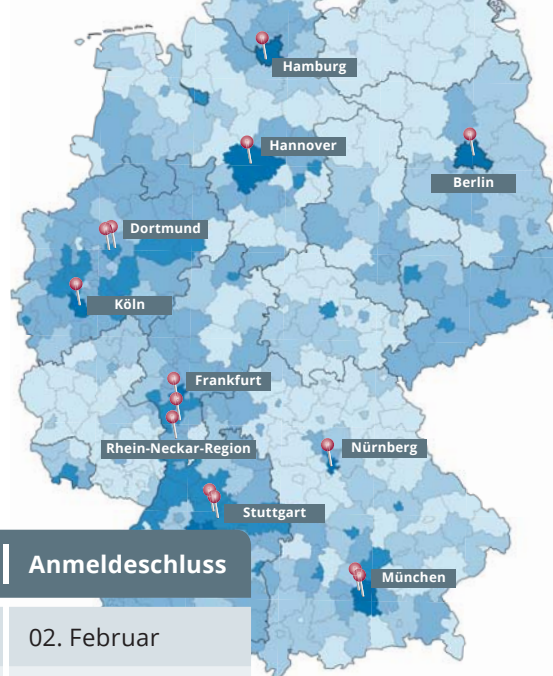 Hamburg
Hannover
Berlin
Dortmund
Köln
Frankfurt
Rhein-Neckar-Region
Nürnberg
Stuttgart
Anmeldeschluss
München
02. Februar